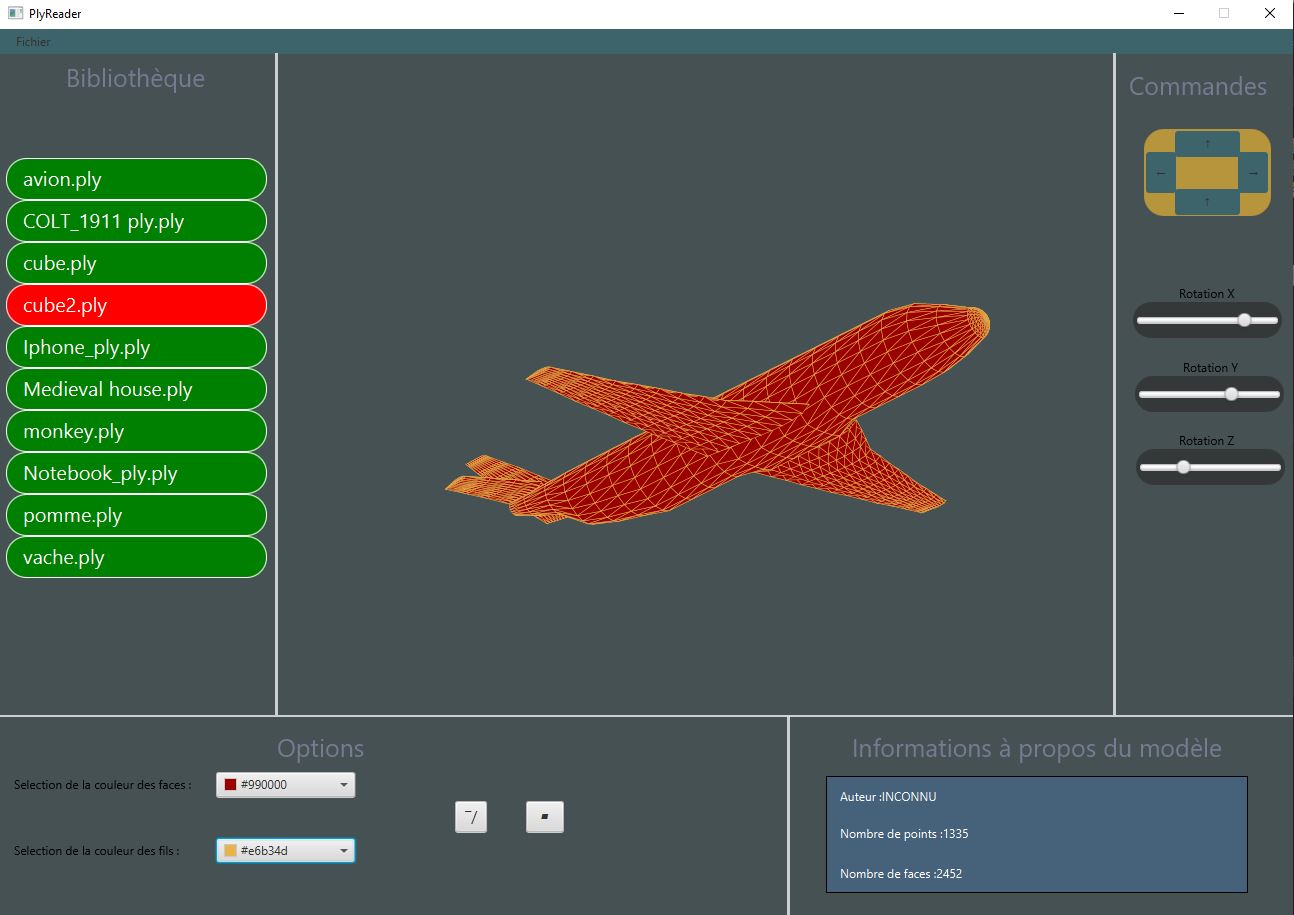 PlyReader
Fichier
Bibliothèque
avion.ply
COLT_1911 ply.ply
cube.ply
cube2.ply
Iphone_ply.ply
Medieval house.ply
monkey.ply
Notebook_ply.ply
pomme.ply
vache.ply
Commandes
↑
← →
↑
Rotation X
Rotation Y
Rotation Z
Options
Selection de la couleur des faces : #990000
Selection de la couleur des fils : #e6b34d
Informations à propos du modèle
Auteur :INCONNU
Nombre de points :1335
Nombre de faces :2452